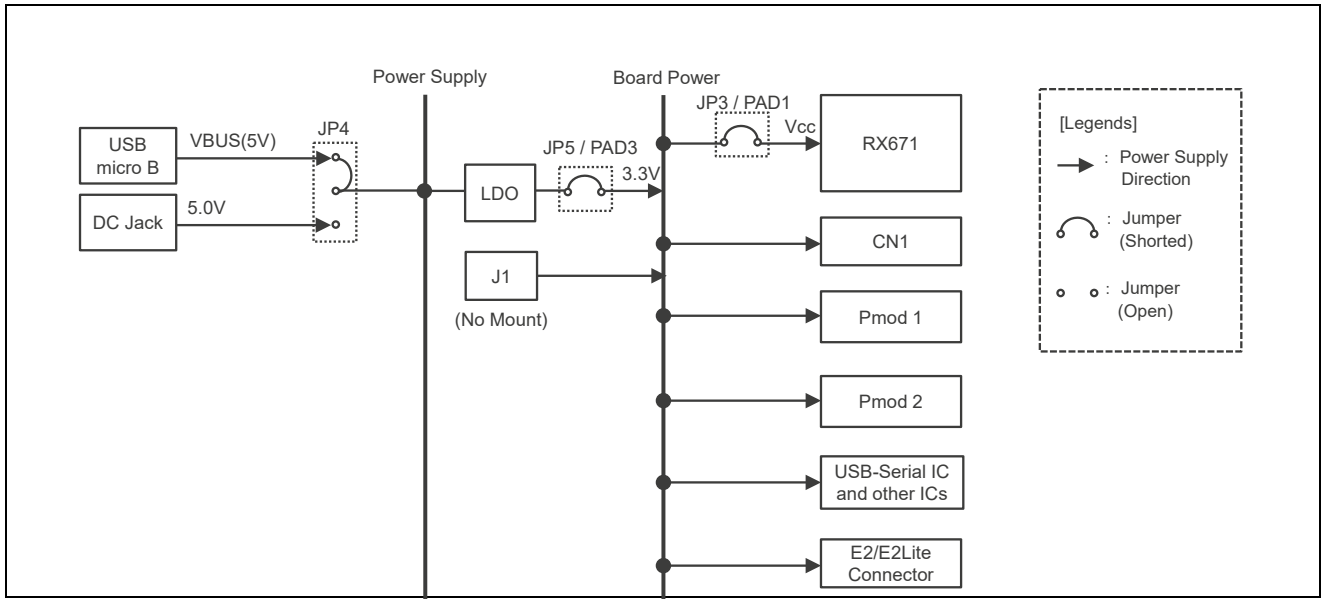 Power Supply
Board Power
JP3 / PAD1
Vcc
RX671
[Legends]
: Power Supply
Direction
: Jumper
(Shorted)
: Jumper
(Open)
USB
micro B
VBUS(5V)
JP4
DC Jack
5.0V
LDO
JP5 / PAD3
3.3V
J1
(No Mount)
CN1
Pmod 1
Pmod 2
USB-Serial IC
and other ICs
E2/E2Lite
Connector